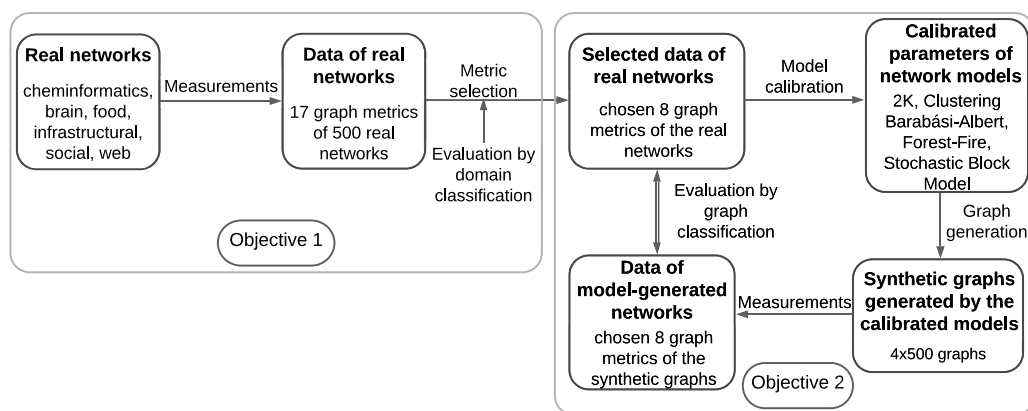 Real networks
cheminformatics,
brain, food,
infrastructural,
social, web
Measurements
Data of real
networks
17 graph metrics
of 500 real
networks
Metric
selection
Evaluation by
domain
classification
Objective 1
Selected data of
real networks
chosen 8 graph
metrics of the real
networks
Model
calibration
Calibrated
parameters of
network models
2K, Clustering
Barabási-Albert,
Forest-Fire,
Stochastic Block
Model
Evaluation by
graph
classification
Graph
generation
Data of
model-generated
networks
chosen 8 graph
metrics of the
synthetic graphs
Measurements
Synthetic graphs
generated by the
calibrated models
4x500 graphs
Objective 2